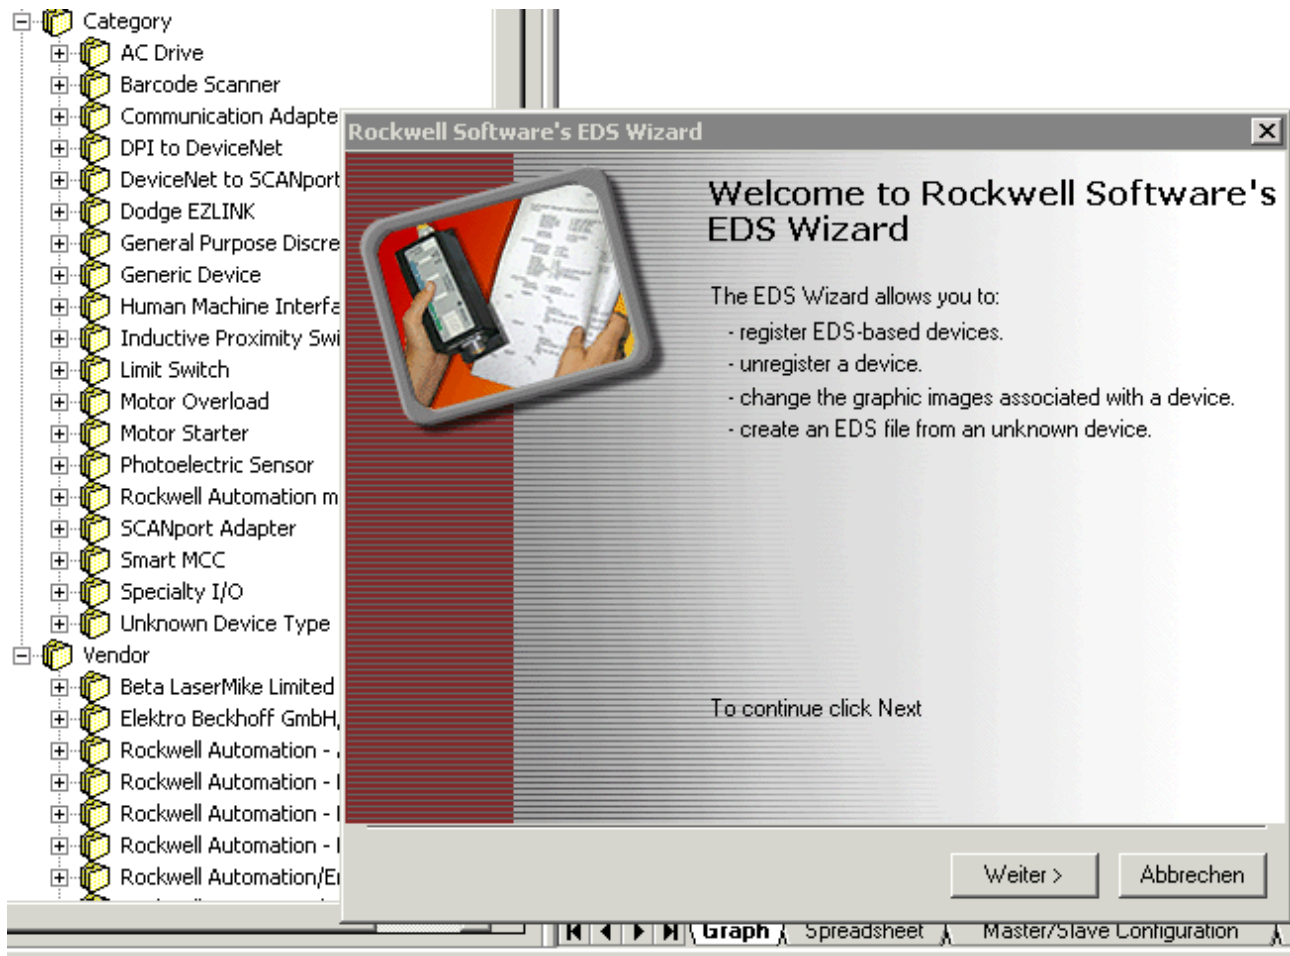 Category
AC Drive
Barcode Scanner
Communication Adapte
DPI to DeviceNet
DeviceNet to SCANport
Dodge EZLINK
General Purpose Discre
Generic Device
Human Machine Interfa
Inductive Proximity Swi
Limit Switch
Motor Overload
Motor Starter
Photoelectric Sensor
Rockwell Automation m
SCANport Adapter
Smart MCC
Specialty I/O
Unknown Device Type
Vendor
Beta LaserMike Limited
Elektro Beckhoff GmbH,
Rockwell Automation -
Rockwell Automation -
Rockwell Automation -
Rockwell Automation -
Rockwell Automation/E
Rockwell Software's EDS Wizard
Welcome to Rockwell Software's
EDS Wizard
The EDS Wizard allows you to:
- register EDS-based devices.
- unregister a device.
- change the graphic images associated with a device.
- create an EDS file from an unknown device.
To continue click Next
Weiter >
Abbrechen
Graph
Spreadsheet
Master/Slave Configuration